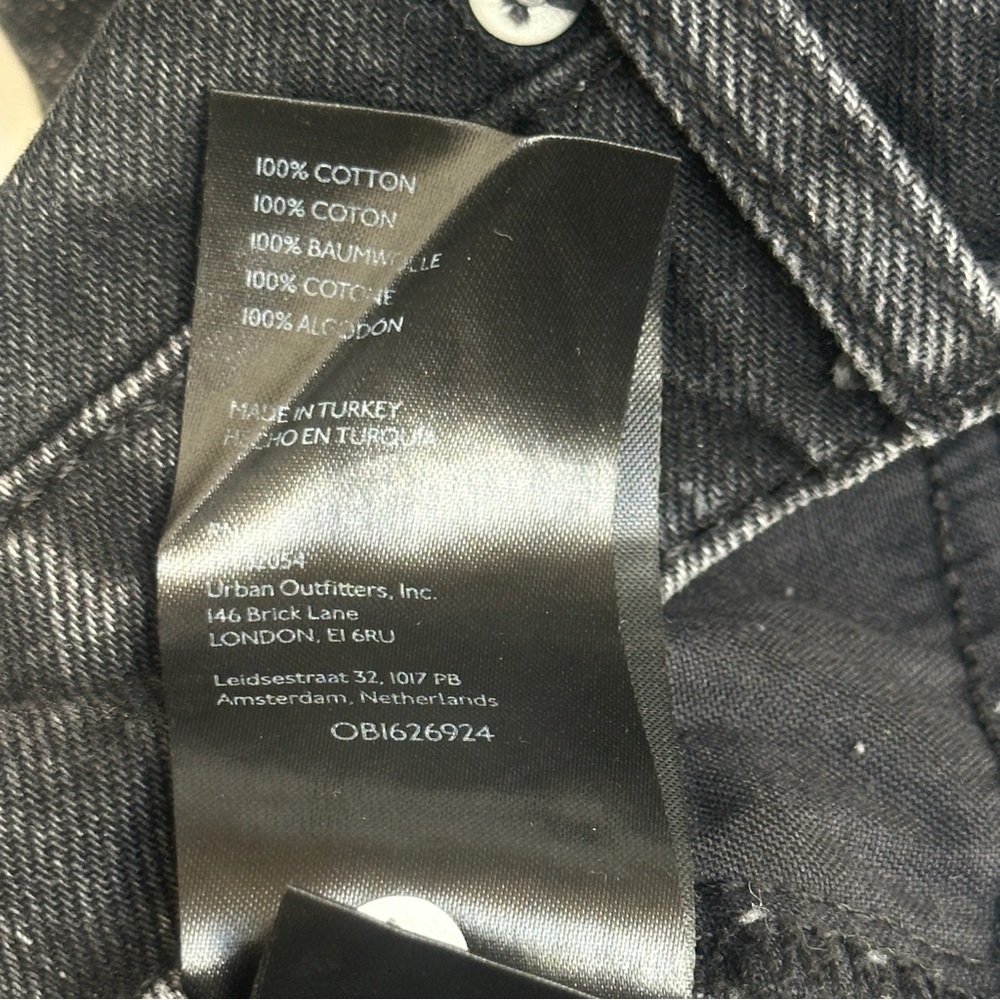 100% COTTON
100% COTON
100% BAUMWOLLE
100% COTONE
100% ALGODON
MADE IN TURKEY
HECHO EN TURQUIA
Urban Outfitters, Inc.
146 Brick Lane
LONDON, E1 6RU
Leidsestraat 32, 1017 PB
Amsterdam, Netherlands
OB1626924